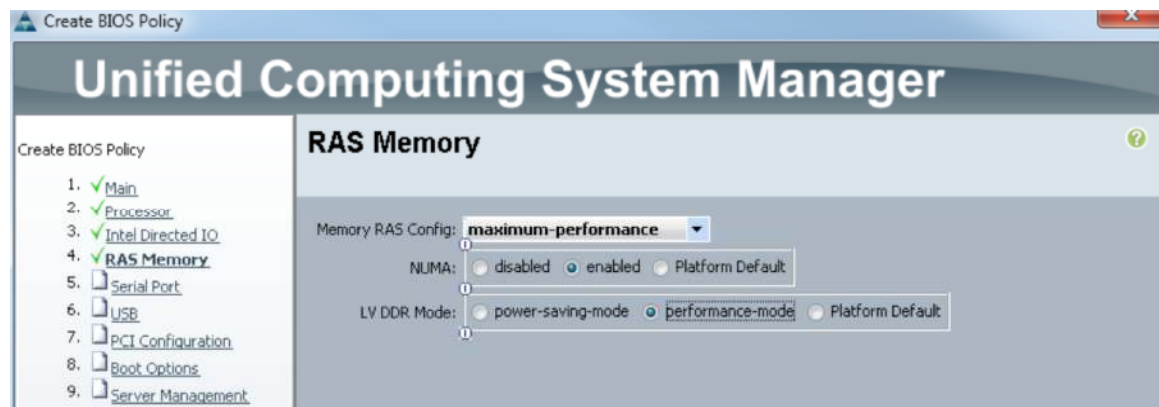 Create BIOS Policy
X
Unified Computing System Manager
Create BIOS Policy
1. Main
2. Processor
3. Intel Directed IO
4. RAS Memory
5. Serial Port
6. USB
7. PCI Configuration
8. Boot Options
9. Server Management
RAS Memory
?
Memory RAS Config: maximum-performance
NUMA: disabled enabled Platform Default
LV DDR Mode: power-saving-mode performance-mode Platform Default